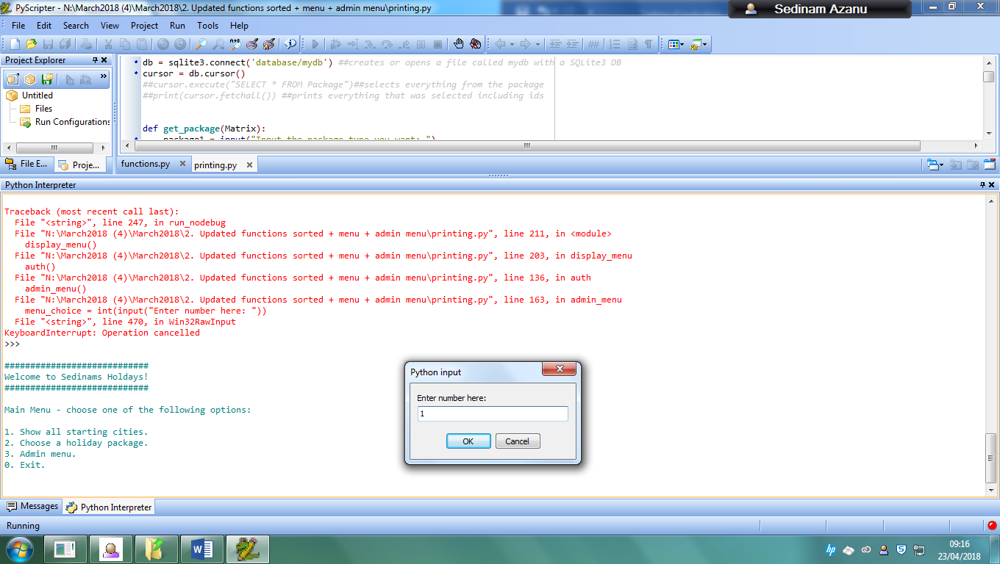 PyScripter - N:\March2018 (4)\March2018\2. Updated functions sorted + menu + admin menu\printing.py
Sedinam Azanu
File Edit Search View Project Run Tools Help
Project Explorer
Untitled
Files
Run Configurations
File E... Proje...
db = sqlite3.connect('database/mydb') ##creates or opens a file called mydb with a SQLite3 DB
cursor = db.cursor()
##cursor.execute("SELECT * FROM Package")##selects everything from the package
##print(cursor.fetchall()) ##prints everything that was selected including ids
def get_package(Matrix):
package1 = input("Input the package type you want: ")
functions.py printing.py
Python Interpreter
Traceback (most recent call last):
File "<string>", line 247, in run_nodebug
File "N:\March2018 (4)\March2018\2. Updated functions sorted + menu + admin menu\printing.py", line 211, in <module>
display_menu()
File "N:\March2018 (4)\March2018\2. Updated functions sorted + menu + admin menu\printing.py", line 203, in display_menu
auth()
File "N:\March2018 (4)\March2018\2. Updated functions sorted + menu + admin menu\printing.py", line 136, in auth
admin_menu()
File "N:\March2018 (4)\March2018\2. Updated functions sorted + menu + admin menu\printing.py", line 163, in admin_menu
menu_choice = int(input("Enter number here: "))
File "<string>", line 470, in Win32RawInput
KeyboardInterrupt: Operation cancelled
>>>
############################
Welcome to Sedinams Holdays!
############################
Main Menu - choose one of the following options:
1. Show all starting cities.
2. Choose a holiday package.
3. Admin menu.
0. Exit.
Python input
Enter number here:
1
OK Cancel
Messages Python Interpreter
Running
09:16
23/04/2018